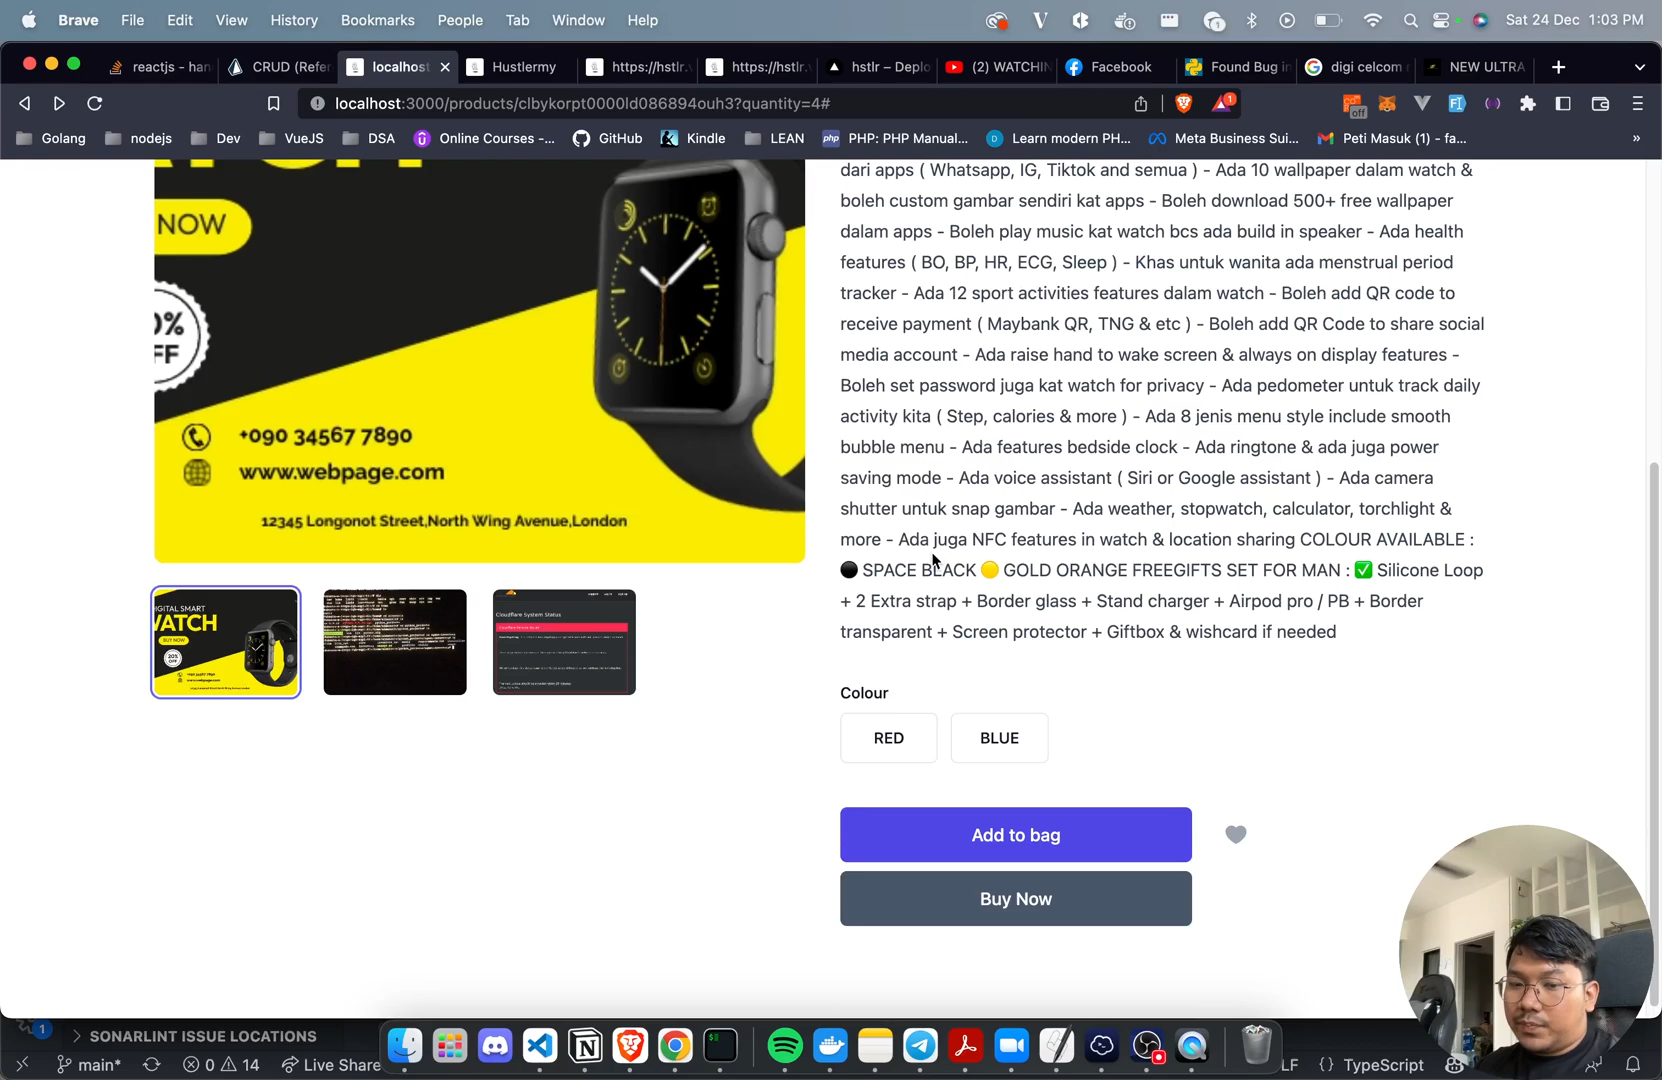 Brave File Edit View History Bookmarks People Tab Window Help Sat 24 Dec 1:03 PM
reactjs - han CRUD (Refer localhost Hustlermy https://hstlr. https://hstlr. hstlr – Deplo (2) WATCHIN Facebook Found Bug in digi celcom NEW ULTRA
localhost:3000/products/clbykorpt0000ld086894ouh3?quantity=4#
Golang nodejs Dev VueJS DSA Online Courses -... GitHub Kindle LEAN PHP: PHP Manual... Learn modern PH... Meta Business Sui... Peti Masuk (1) - fa... »
NOW
0%
FF
+090 34567 7890
www.webpage.com
12345 Longonot Street,North Wing Avenue,London
DIGITAL SMART
WATCH
BUY NOW
20%
OFF
Cloudflare System Status
dari apps ( Whatsapp, IG, Tiktok and semua ) - Ada 10 wallpaper dalam watch &
boleh custom gambar sendiri kat apps - Boleh download 500+ free wallpaper
dalam apps - Boleh play music kat watch bcs ada build in speaker - Ada health
features ( BO, BP, HR, ECG, Sleep ) - Khas untuk wanita ada menstrual period
tracker - Ada 12 sport activities features dalam watch - Boleh add QR code to
receive payment ( Maybank QR, TNG & etc ) - Boleh add QR Code to share social
media account - Ada raise hand to wake screen & always on display features -
Boleh set password juga kat watch for privacy - Ada pedometer untuk track daily
activity kita ( Step, calories & more ) - Ada 8 jenis menu style include smooth
bubble menu - Ada features bedside clock - Ada ringtone & ada juga power
saving mode - Ada voice assistant ( Siri or Google assistant ) - Ada camera
shutter untuk snap gambar - Ada weather, stopwatch, calculator, torchlight &
more - Ada juga NFC features in watch & location sharing COLOUR AVAILABLE :
⚫ SPACE BLACK 🟡 GOLD ORANGE FREEGIFTS SET FOR MAN : ✅ Silicone Loop
+ 2 Extra strap + Border glass + Stand charger + Airpod pro / PB + Border
transparent + Screen protector + Giftbox & wishcard if needed
Colour
RED BLUE
Add to bag
Buy Now
1 SONARLINT ISSUE LOCATIONS
main* 0 14 Live Share LF {} TypeScript